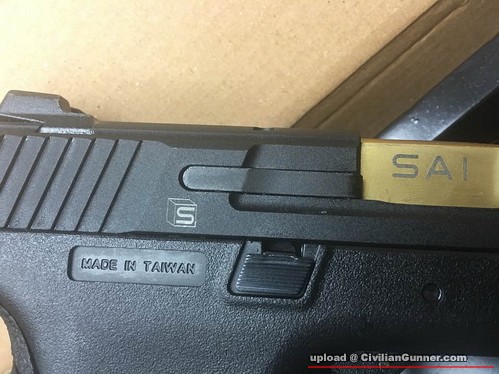 SAI
S
MADE IN TAIWAN
upload @ CivilianGunner.com